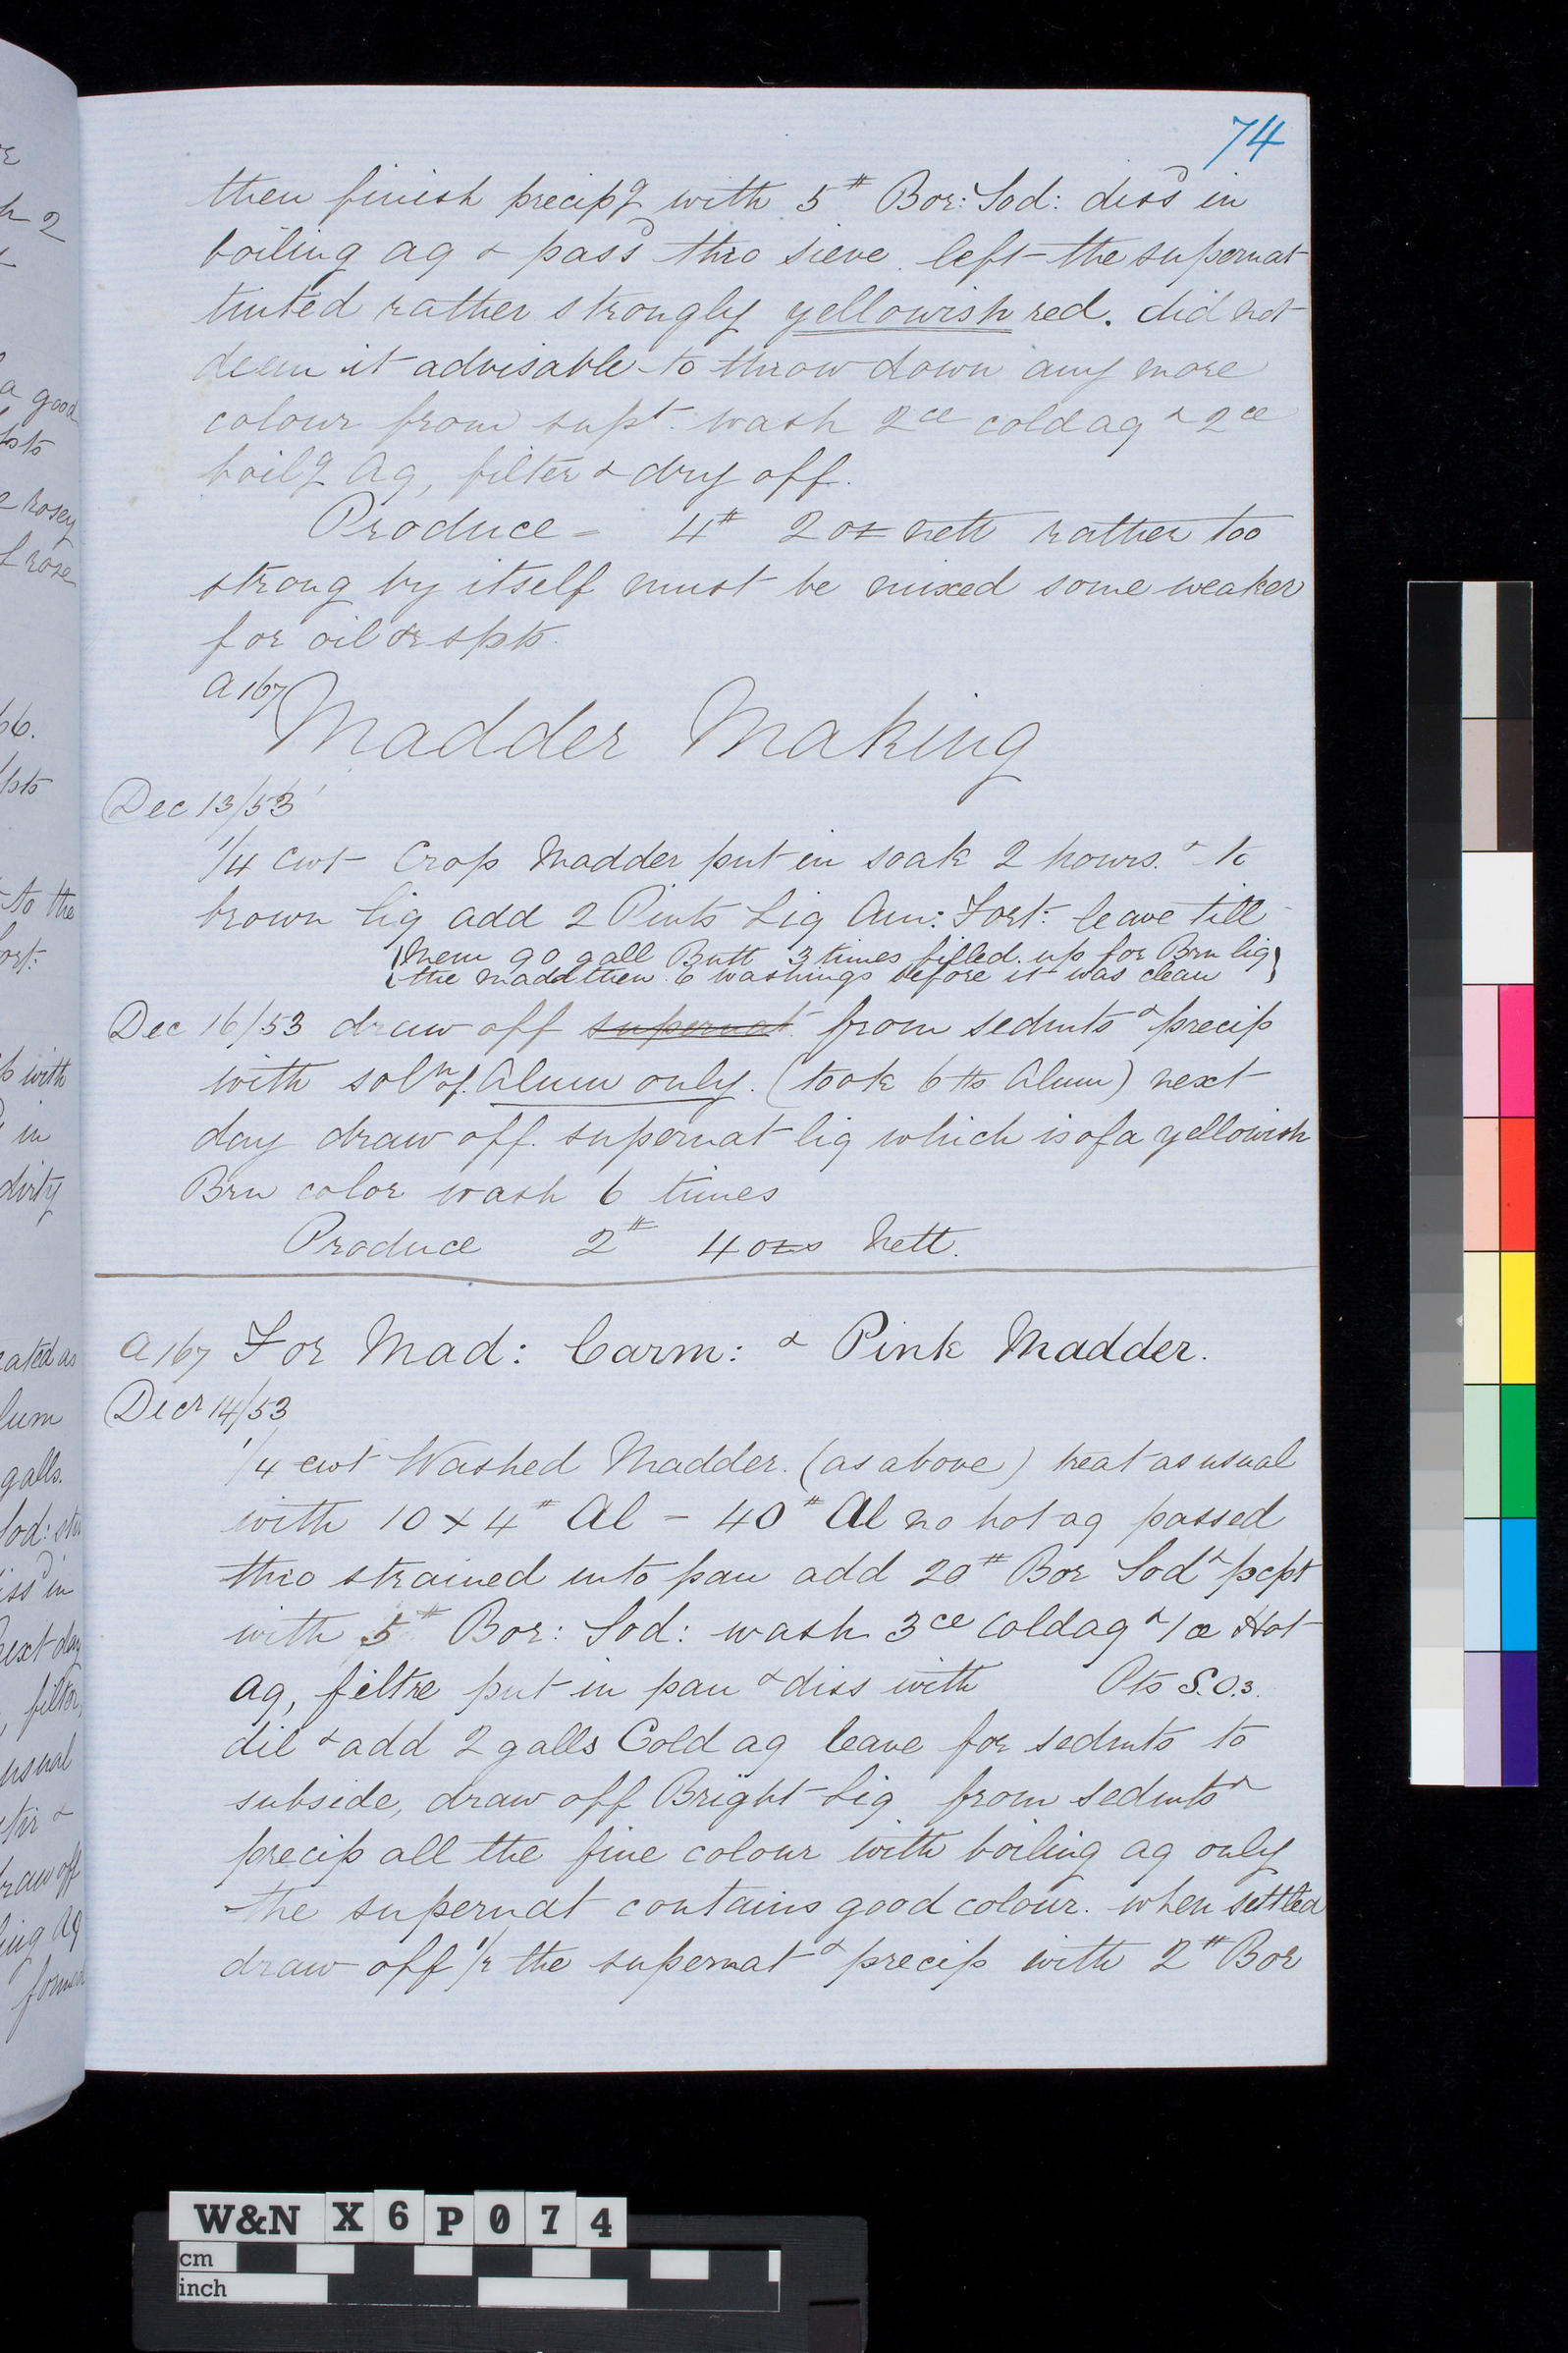 74
then finish precipg with 5# Bor: Sod: dissd in
boiling aq & passd thro sieve. left the supernat
tinted rather strongly yellowish red. did not
deem it advisable to throw down any more
colour from supt. wash 2ce cold aq & 2ce
boilg Aq, filter & dry off.
Produce = 4# 2 oz nett rather too
strong by itself must be mixed some weaker
for oil or spts.
A 167
Madder Making
Dec 13/53
1/4 cwt Crop Madder put in soak 2 hours. & to
brown liq add 2 Pints Liq Am: Fort: leave till
(Mem 90 gall Butt 3 times filled up for Brn liq)
(the Madd then 6 washings before it was clean)
Dec 16/53 draw off supernat from sedmts & precip
with soln of Alum only. (took 6 lbs Alum) next
day draw off. supernat liq which is of a yellowish
Brn color wash 6 times
Produce 2# 4 ozs Nett.
A 167 For Mad: Carm: & Pink Madder.
Decr 14/53
1/4 cwt Washed Madder. (as above) treat as usual
with 10 x 4# Al - 40# Al no hot aq passed
thro strained into pan add 20# Bor Sod & pcpt
with 5# Bor: Sod: wash 3ce Cold aq & 1ce Hot
Aq, filtre put in pan & diss with Pts S.O.3.
dil & add 2 galls Cold aq leave for sedmts to
subside, draw off Bright Liq from sedmts &
precip all the fine colour with boiling aq only
the supernat contains good colour. when settled
draw off 1/2 the supernat & precip with 2# Bor
W&N X6P074
cm
inch